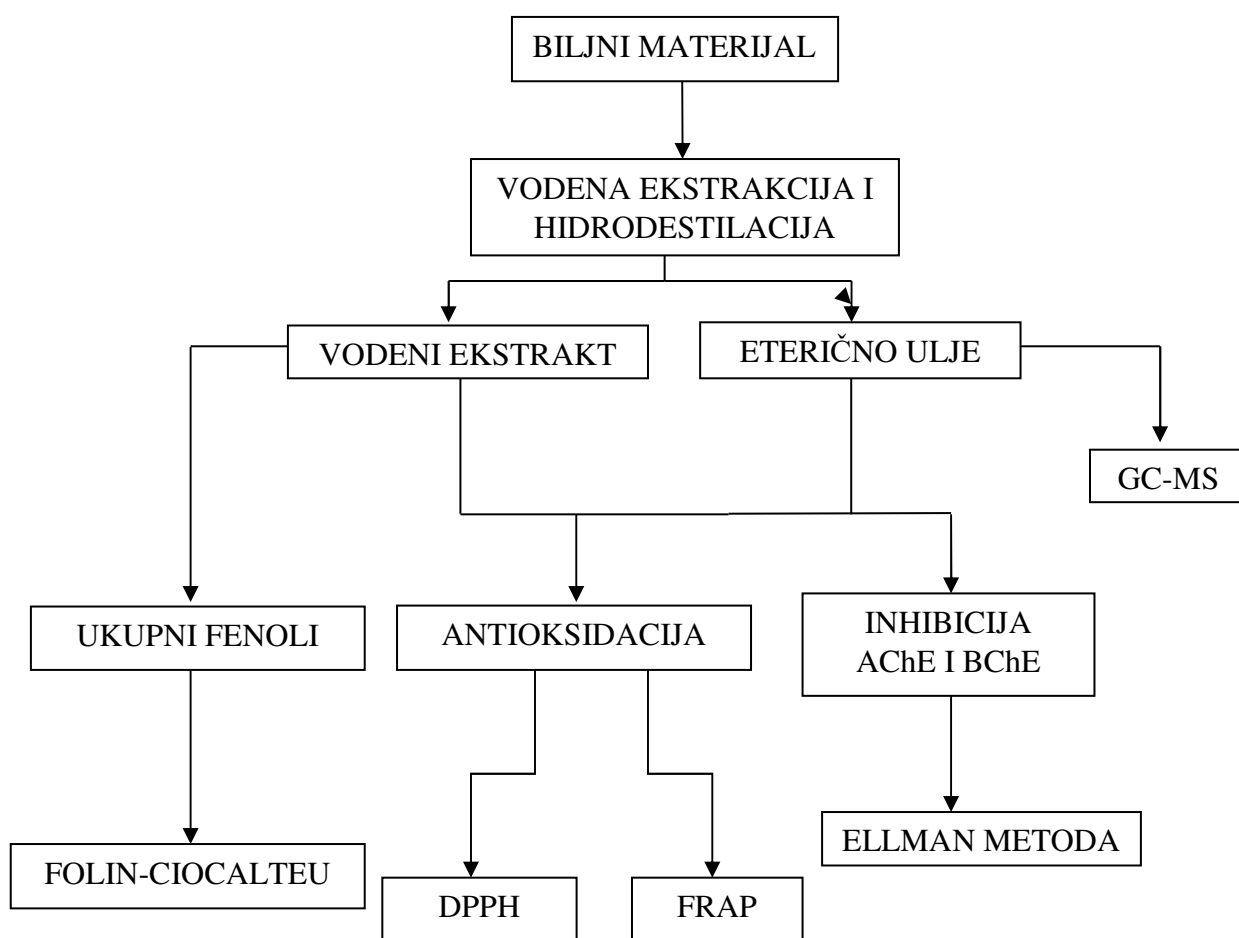 BILJNI MATERIJAL
VODENA EKSTRAKCIJA I
HIDRODESTILACIJA
VODENI EKSTRAKT
ETERIČNO ULJE
GC-MS
UKUPNI FENOLI
ANTIOKSIDACIJA
INHIBICIJA
AChE I BChE
FOLIN-CIOCALTEU
DPPH
FRAP
ELLMAN METODA